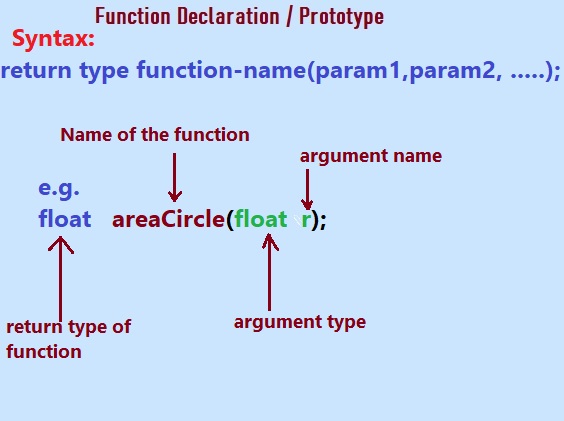 Function Declaration / Prototype
Syntax:
return type function-name(param1,param2, .....);
Name of the function
argument name
e.g.
float areaCircle(float r);
return type of
function
argument type